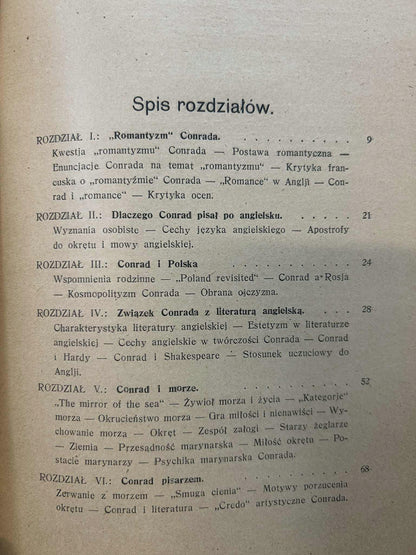 Spis rozdziałów.
ROZDZIAŁ I.: „Romantyzm" Conrada. . . . . . . . . . . 9
Kwestja „romantyzmu" Conrada — Postawa romantyczna —
Enuncjacje Conrada na temat „romantyzmu" — Krytyka fran-
cuska o „romantyźmie" Conrada — „Romance" w Anglji — Con-
rad i „romance" — Krytyka ocen.
ROZDZIAŁ II.: Dlaczego Conrad pisał po angielsku. . . . . . 21
Wyznania osobiste — Cechy języka angielskiego — Apostrofy
do okrętu i mowy angielskiej.
ROZDZIAŁ III.: Conrad i Polska . . . . . . . . . . . 24
Wspomnienia rodzinne — „Poland revisited" — Conrad a Rosja
— Kosmopolityzm Conrada — Obrana ojczyzna.
ROZDZIAŁ IV.: Związek Conrada z literaturą angielską. . . . . 28
Charakterystyka literatury angielskiej — Estetyzm w literaturze
angielskiej — Cechy angielskie w twórczości Conrada — Conrad
i Hardy — Conrad i Shakespeare — Stosunek uczuciowy do
Anglji.
ROZDZIAŁ V.: Conrad i morze. . . . . . . . . . . . 52
„The mirror of the sea" — Żywioł morza i życia — „Kategorje"
morza — Okrucieństwo morza — Gra miłości i nienawiści — Wy-
chowanie morza — Okręt — Zespół załogi — Starzy żeglarze
— Ziemia — Przesądność marynarska — Miłość okrętu — Po-
stacie marynarzy — Psychika marynarska Conrada.
ROZDZIAŁ VI.: Conrad pisarzem. . . . . . . . . . . 68
Zerwanie z morzem — „Smuga cienia" — Motywy porzucenia
okrętu — Conrad i literatura — „Credo" artystyczne Conrada.